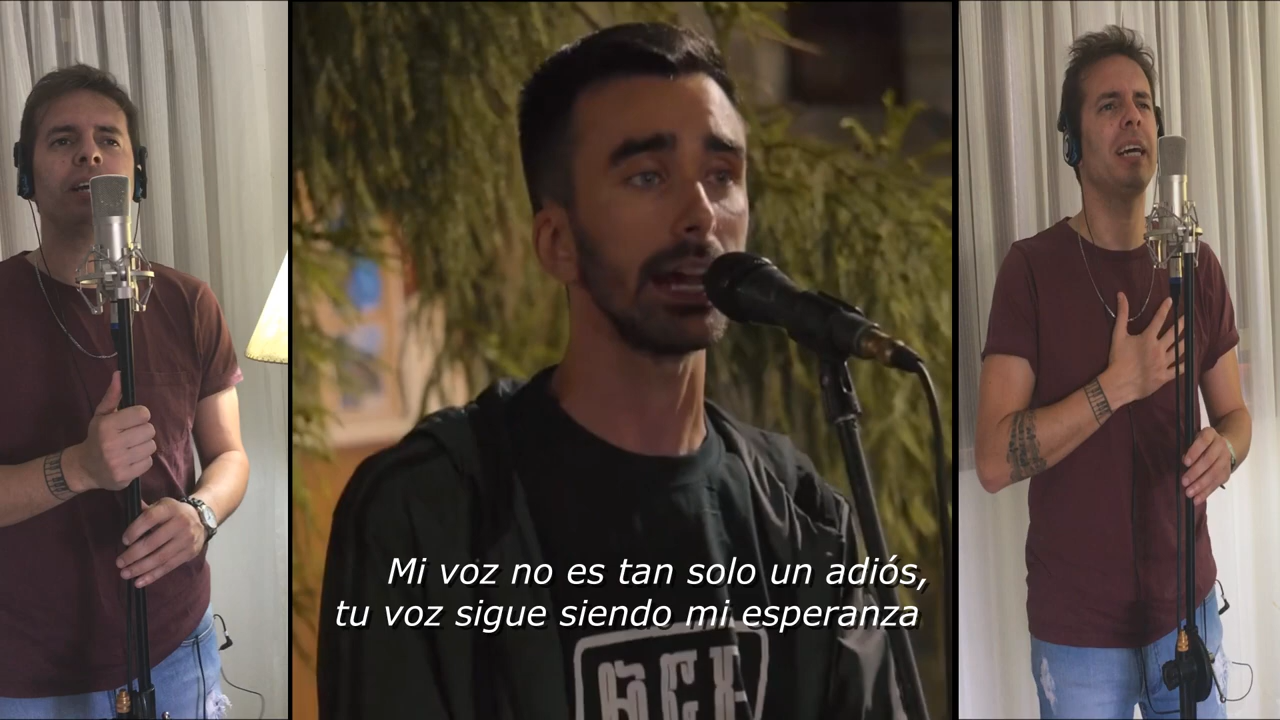 Mi voz no es tan solo un adiós,
tu voz sigue siendo mi esperanza